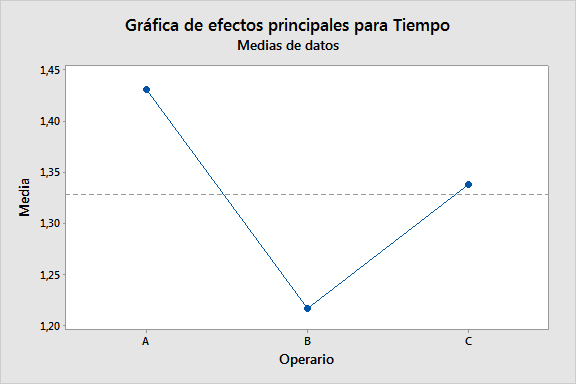 Gráfica de efectos principales para Tiempo
Medias de datos
1,45
1,40
1,35
1,30
1,25
1,20
Media
A B C
Operario